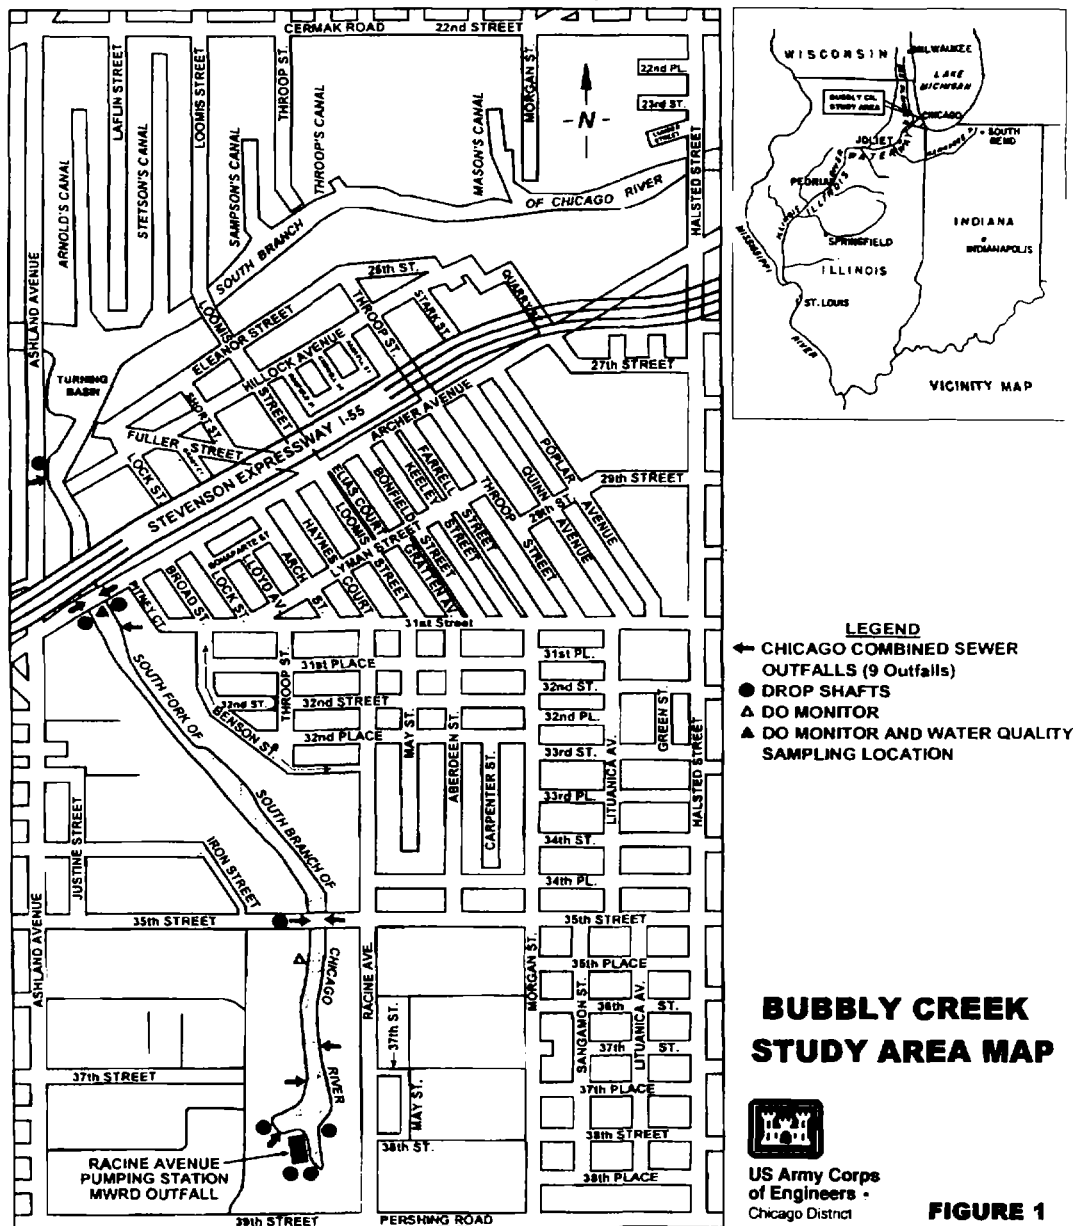 CERMAK ROAD
22nd STREET
LAFLIN STREET
LOOMIS STREET
THROOP ST.
MORGAN ST.
22nd PL.
23rd ST.
HALSTED STREET
-N-
ARNOLD'S CANAL
STETSON'S CANAL
SAMPSON'S CANAL
THROOP'S CANAL
MASON'S CANAL
ASHLAND AVENUE
SOUTH BRANCH
OF CHICAGO RIVER
LOOMIS
ELEANOR STREET
26th ST.
THROOP ST.
STARK ST.
TURNING
BASIN
HILLOCK AVENUE
STREET
SHORT ST.
FULLER STREET
LOCK ST.
STEVENSON EXPRESSWAY I-55
ARCHER AVENUE
27th STREET
29th STREET
POPLAR
AVENUE
QUINN
28th ST.
AVENUE
THROOP
STREET
FARRELL
STREET
KEELEY
STREET
BONFIELD
STREET
GRATTEN AV.
ELIAS COURT
LOOMIS
STREET
LYMAN STREET
HAYNES
COURT
ARCH
ST.
BONAPARTE ST
LLOYD AV.
LOCK ST.
BROAD ST.
PITNEY CT.
31st Street
31st PLACE
32nd ST.
32nd STREET
32nd PLACE
THROOP ST.
BENSON ST.
MAY ST.
ABERDEEN ST.
CARPENTER ST.
31st PL.
32nd ST.
32nd PL.
33rd ST.
33rd PL.
34th ST.
34th PL.
LITUANICA AV.
GREEN ST.
HALSTED STREET
SOUTH FORK OF
SOUTH BRANCH OF
CHICAGO
RIVER
JUSTINE STREET
IRON STREET
ASHLAND AVENUE
35th STREET
35th STREET
RACINE AVE.
MORGAN ST.
35th PLACE
36th ST.
37th ST.
37th PLACE
38th STREET
38th PLACE
SANGAMON ST.
LITUANICA AV.
37th STREET
37th ST.
MAY ST.
38th ST.
RACINE AVENUE
PUMPING STATION
MWRD OUTFALL
39th STREET
PERSHING ROAD
WISCONSIN
MILWAUKEE
LAKE
MICHIGAN
BUBBLY CR.
STUDY AREA
CHICAGO
SOUTH
BEND
JOLIET
PEORIA
ILLINOIS
RIVER
WATERWAY
SPRINGFIELD
ILLINOIS
INDIANA
INDIANAPOLIS
MISSISSIPPI
RIVER
ST. LOUIS
VICINITY MAP
LEGEND
CHICAGO COMBINED SEWER
OUTFALLS (9 Outfalls)
DROP SHAFTS
DO MONITOR
DO MONITOR AND WATER QUALITY
SAMPLING LOCATION
BUBBLY CREEK
STUDY AREA MAP
US Army Corps
of Engineers
Chicago District
FIGURE 1